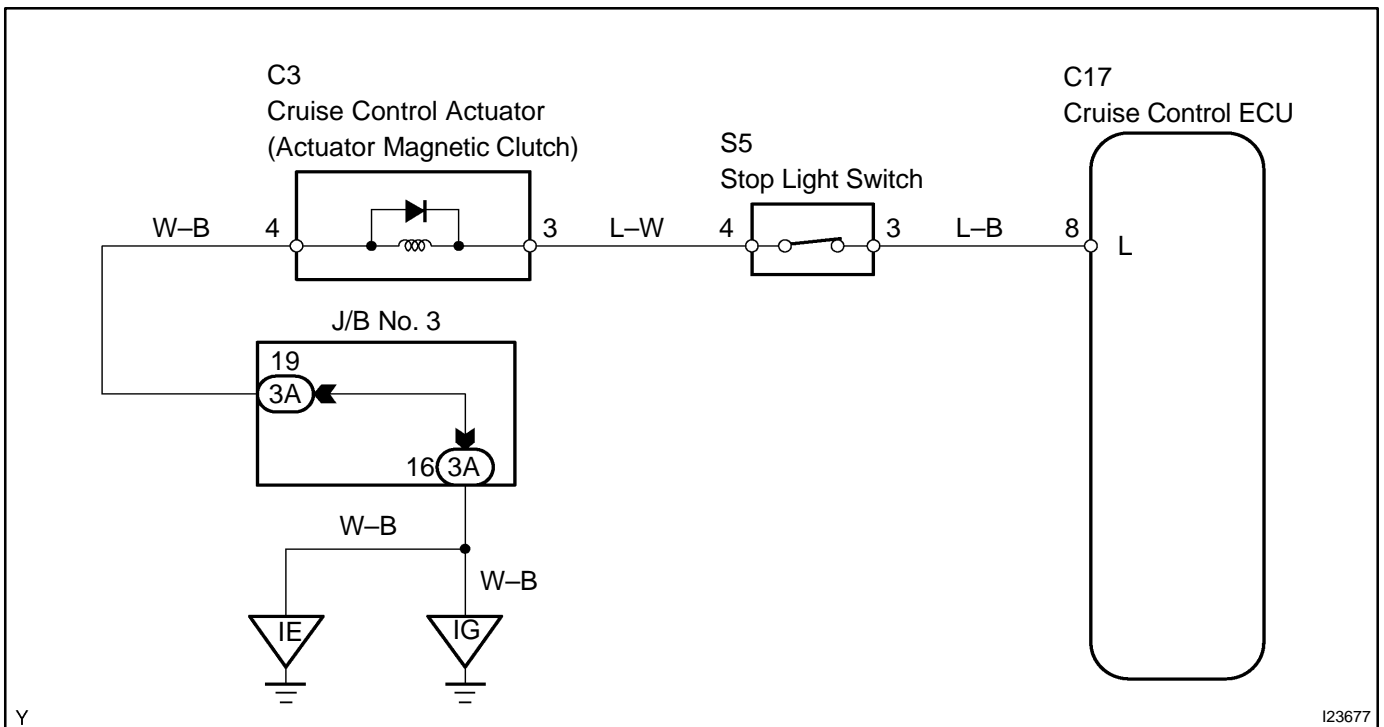 C3
Cruise Control Actuator
(Actuator Magnetic Clutch)
C17
Cruise Control ECU
S5
Stop Light Switch
W–B
4
3
L–W
4
3
L–B
8
L
J/B No. 3
19
3A
16
3A
W–B
W–B
IE
IG
Y
I23677